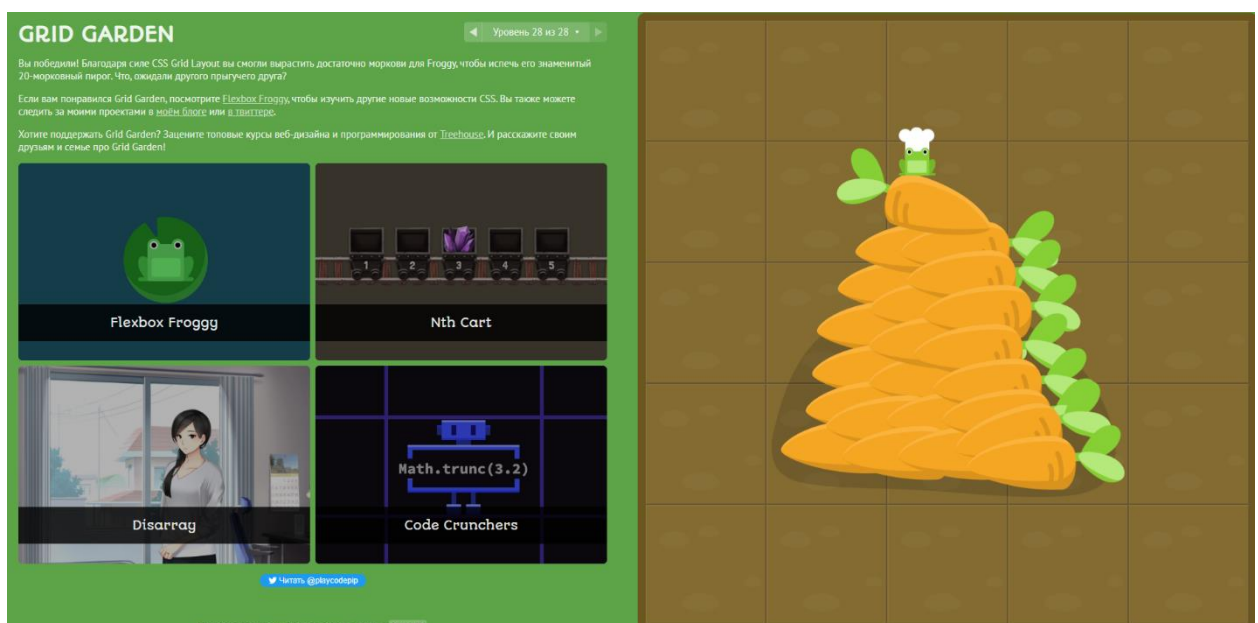 GRID GARDEN
Уровень 28 из 28
Вы победили! Благодаря силе CSS Grid Layout вы смогли вырастить достаточно моркови для Froggy, чтобы испечь его знаменитый
20-морковный пирог. Что, ожидали другого прыгучего друга?
Если вам понравился Grid Garden, посмотрите Flexbox Froggy, чтобы изучить другие новые возможности CSS. Вы также можете
следить за моими проектами в моём блоге или в твиттере.
Хотите поддержать Grid Garden? Зацените топовые курсы веб-дизайна и программирования от Treehouse. И расскажите своим
друзьям и семье про Grid Garden!
Flexbox Froggy
1 2 3 4 5
Nth Cart
Disarray
Math.trunc(3.2)
Code Crunchers
Читать @playcodepip